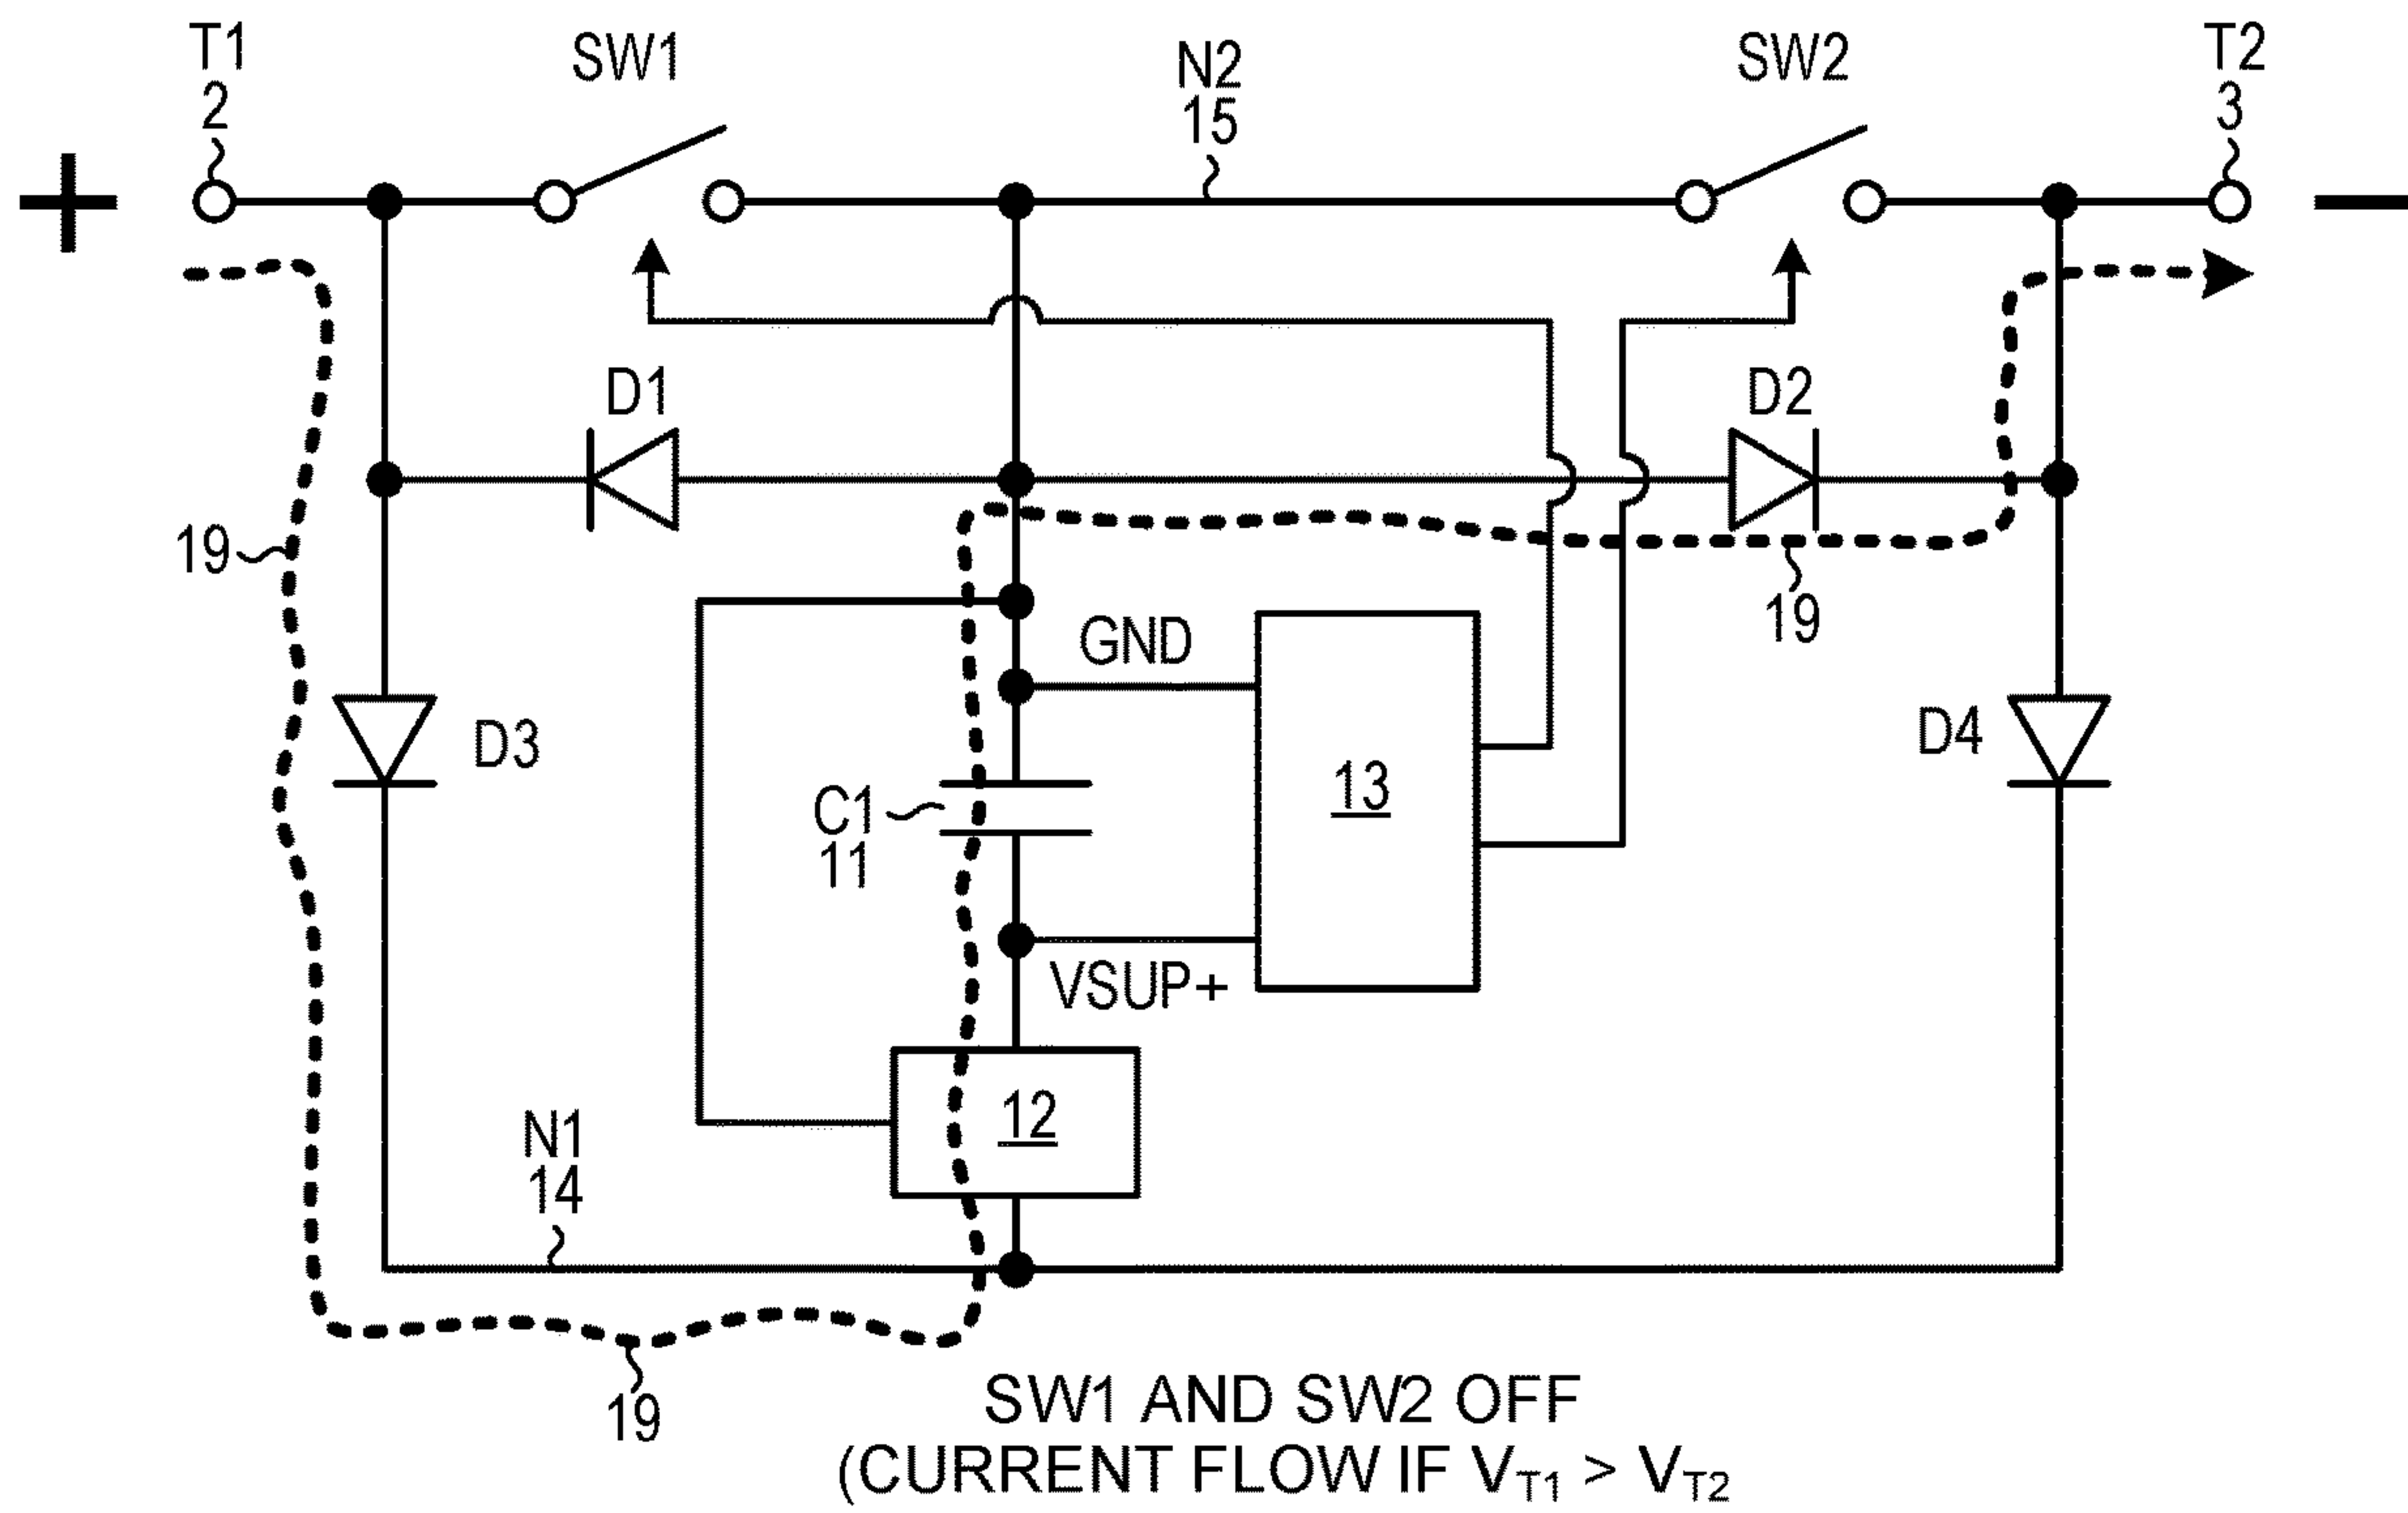 T1
2
SW1
N2
15
SW2
T2
3
+
−
D1
D2
19
19
GND
D3
D4
C1
11
13
VSUP+
12
N1
14
19
SW1 AND SW2 OFF
(CURRENT FLOW IF VT1 > VT2